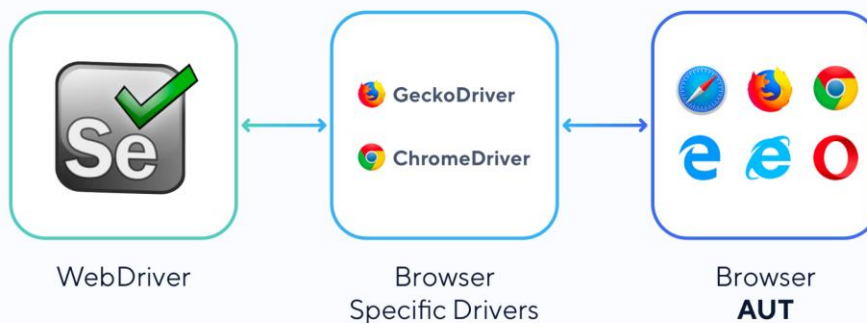 Se
GeckoDriver
ChromeDriver
WebDriver
Browser
Specific Drivers
Browser
AUT